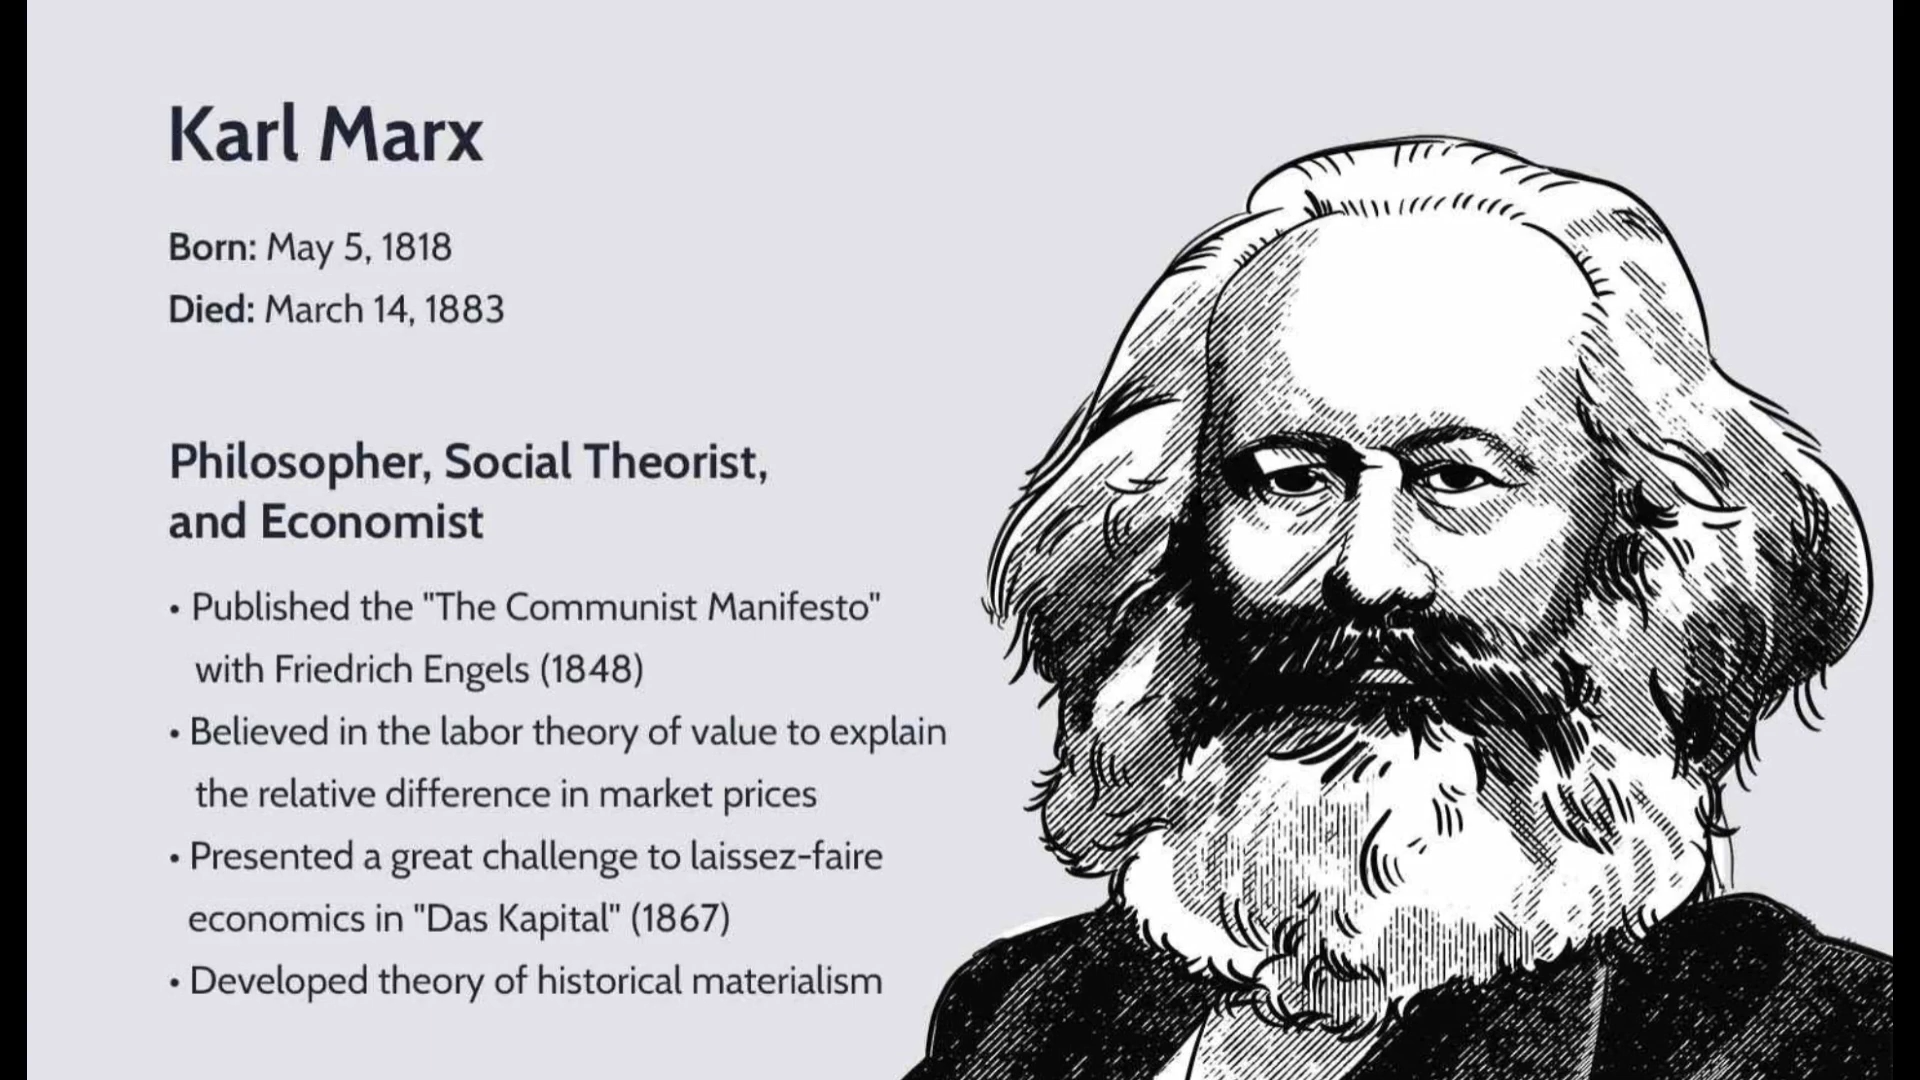 Karl Marx
Born: May 5, 1818
Died: March 14, 1883
Philosopher, Social Theorist,
and Economist
• Published the "The Communist Manifesto"
with Friedrich Engels (1848)
• Believed in the labor theory of value to explain
the relative difference in market prices
• Presented a great challenge to laissez-faire
economics in "Das Kapital" (1867)
• Developed theory of historical materialism